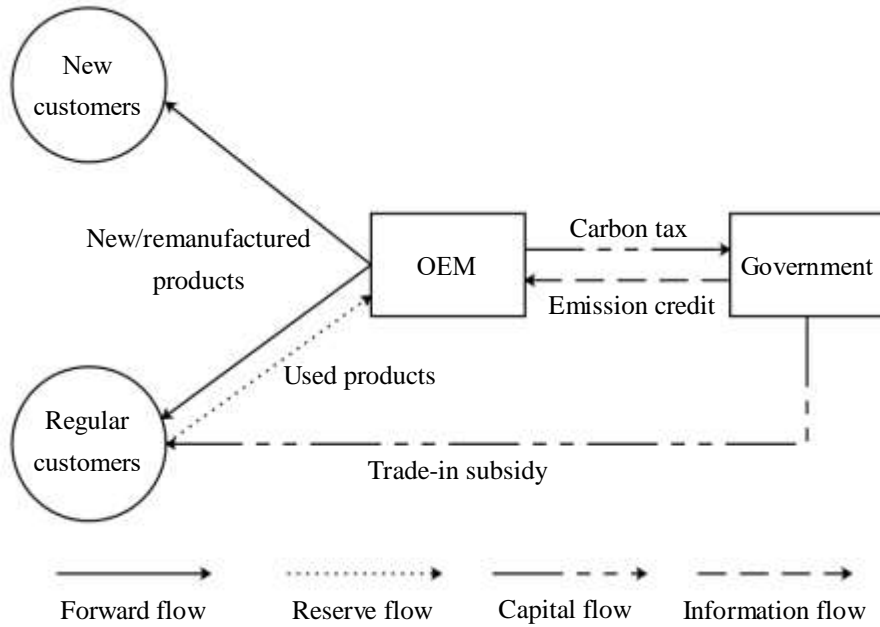 New
customers
New/remanufactured
products
OEM
Carbon tax
Emission credit
Government
Used products
Regular
customers
Trade-in subsidy
Forward flow
Reserve flow
Capital flow
Information flow